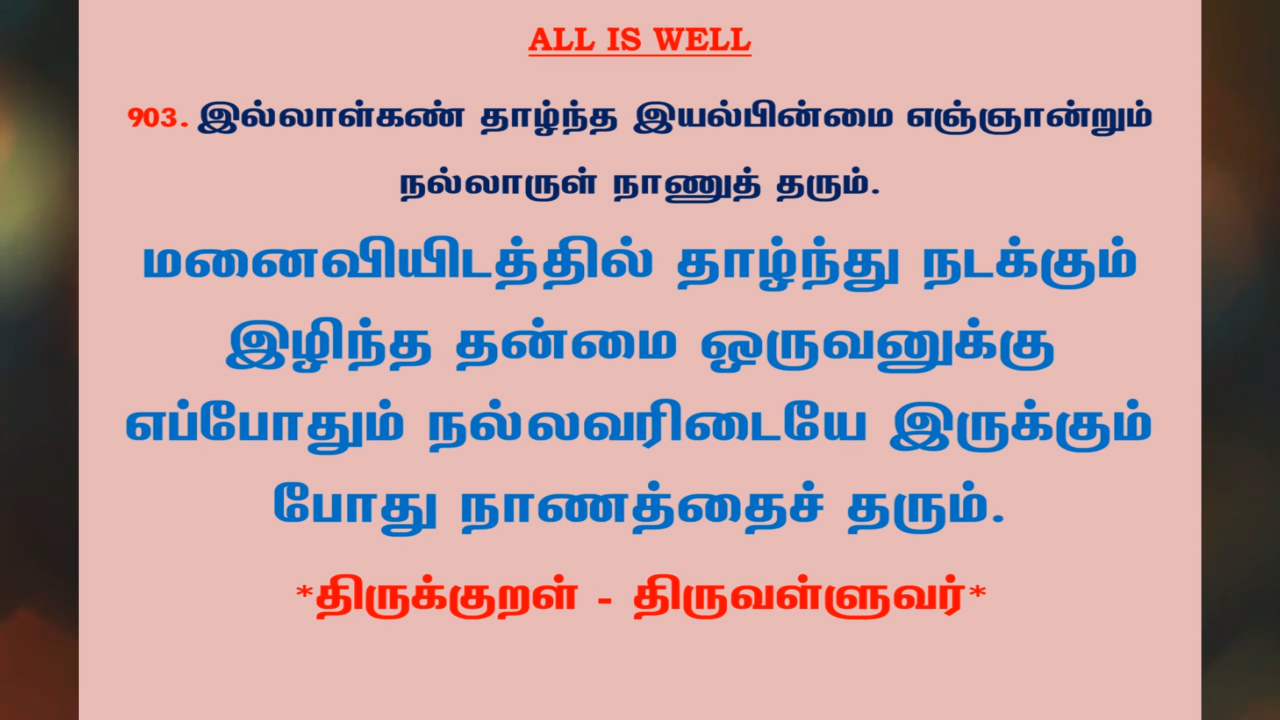 ALL IS WELL
903. இல்லாள்கண் தாழ்ந்த இயல்பின்மை எஞ்ஞான்றும்
நல்லாருள் நாணுத் தரும்.
மனைவியிடத்தில் தாழ்ந்து நடக்கும்
இழிந்த தன்மை ஒருவனுக்கு
எப்போதும் நல்லவரிடையே இருக்கும்
போது நாணத்தைச் தரும்.
*திருக்குறள் - திருவள்ளுவர்*